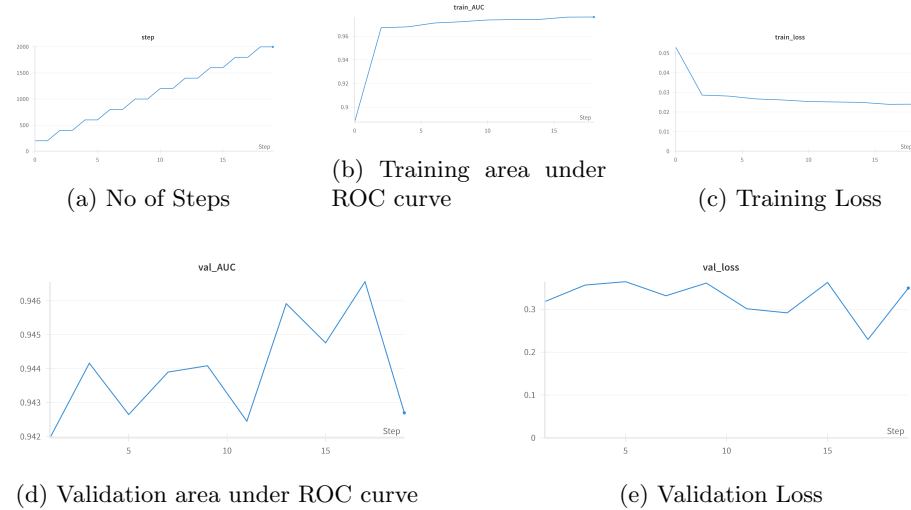 step
2000
1500
1000
500
0
Step
0 5 10 15
(a) No of Steps
train_AUC
0.96
0.94
0.92
0.9
Step
0 5 10 15
(b) Training area under
ROC curve
train_loss
0.05
0.04
0.03
0.02
0.01
0
Step
0 5 10 15
(c) Training Loss
val_AUC
0.946
0.945
0.944
0.943
0.942
Step
5 10 15
(d) Validation area under ROC curve
val_loss
0.3
0.2
0.1
0
Step
5 10 15
(e) Validation Loss